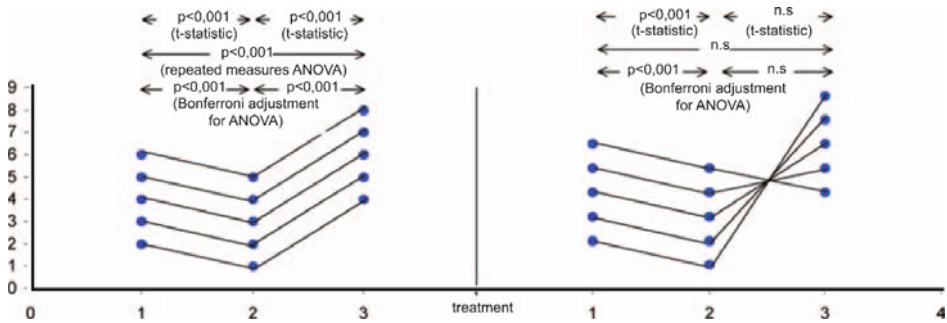 p<0,001 p<0,001
(t-statistic) (t-statistic)
p<0,001
(repeated measures ANOVA)
p<0,001 p<0,001
(Bonferroni adjustment
for ANOVA)
p<0,001 n.s
(t-statistic) (t-statistic)
n.s
p<0,001 n.s
(Bonferroni adjustment
for ANOVA)
9
8
7
6
5
4
3
2
1
0
0 1 2 3 treatment 1 2 3 4